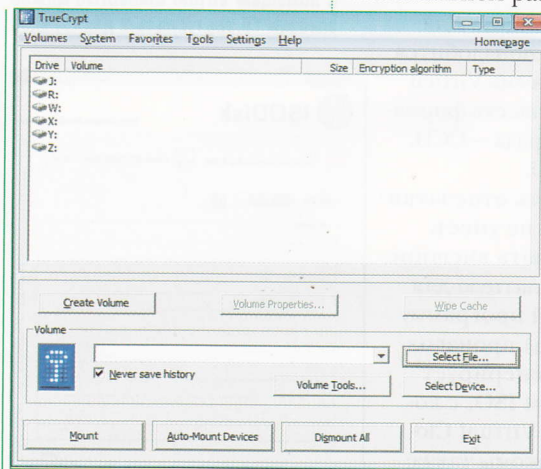 TrueCrypt
Volumes System Favorites Tools Settings Help Homepage
Drive Volume Size Encryption algorithm Type
J:
R:
W:
X:
Y:
Z:
Create Volume Volume Properties... Wipe Cache
Volume
Select File...
Never save history
Volume Tools... Select Device...
Mount Auto-Mount Devices Dismount All Exit